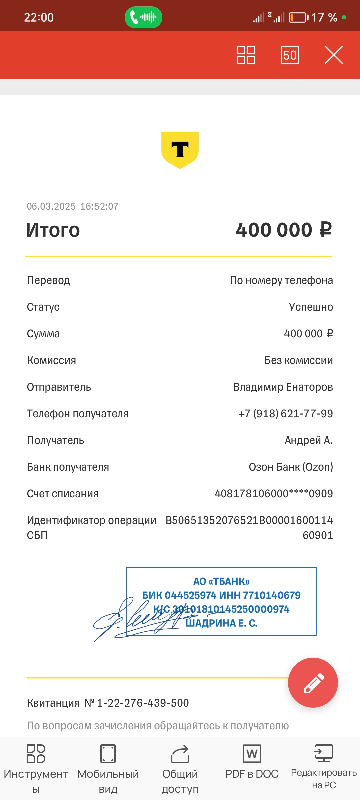 22:00
17 %
50
Т
06.03.2025 16:52:07
Итого 400 000 ₽
Перевод По номеру телефона
Статус Успешно
Сумма 400 000 ₽
Комиссия Без комиссии
Отправитель Владимир Енаторов
Телефон получателя +7 (918) 621-77-99
Получатель Андрей А.
Банк получателя Озон Банк (Ozon)
Счет списания 408178106000****0909
Идентификатор операции B50651352076521B00001600114
СБП 60901
АО «ТБАНК»
БИК 044525974 ИНН 7710140679
К/С 30101810145250000974
ШАДРИНА Е. С.
Квитанция № 1-22-276-439-500
По вопросам зачисления обращайтесь к получателю
Инструмент
ы
Мобильный
вид
Общий
доступ
W
PDF в DOC
Редактировать
на PC